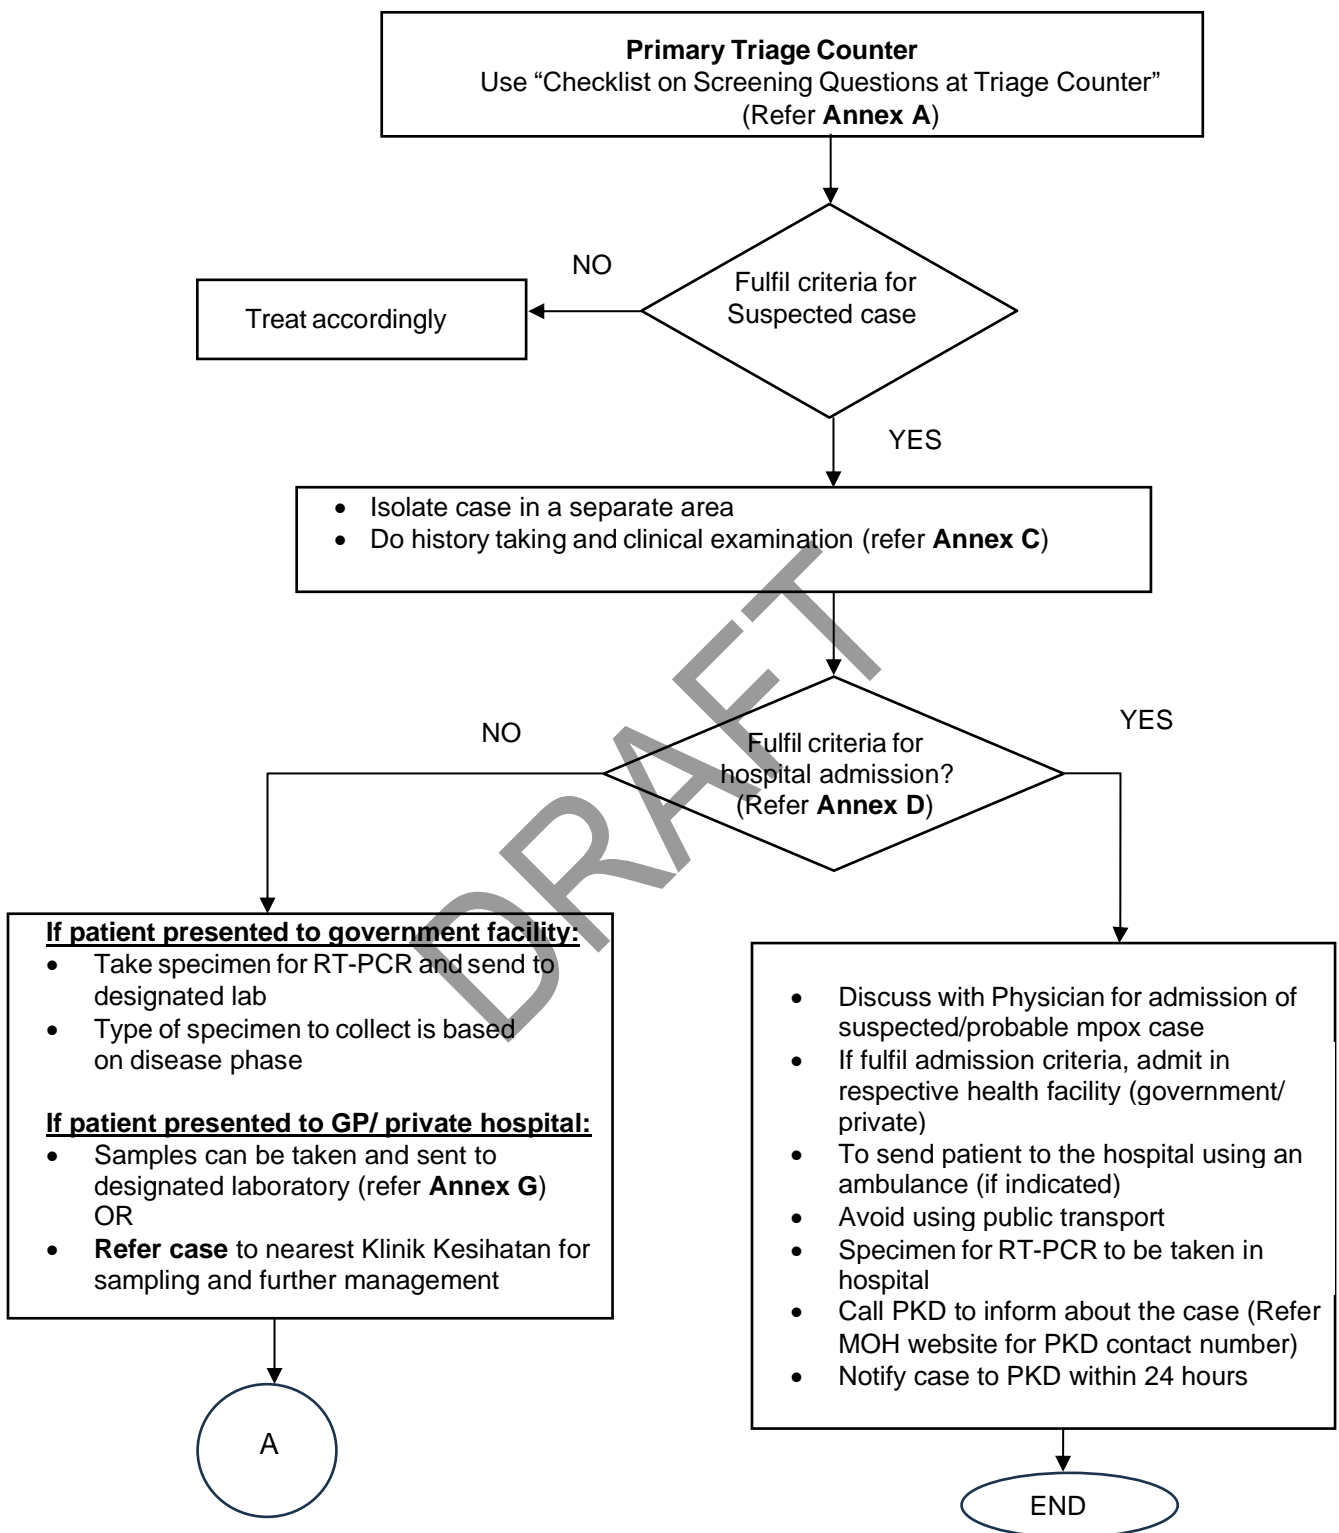 Primary Triage Counter
Use “Checklist on Screening Questions at Triage Counter”
(Refer Annex A)
NO
Fulfil criteria for
Suspected case
Treat accordingly
YES
• Isolate case in a separate area
• Do history taking and clinical examination (refer Annex C)
NO
YES
Fulfil criteria for
hospital admission?
(Refer Annex D)
DRAFT
If patient presented to government facility:
• Take specimen for RT-PCR and send to
designated lab
• Type of specimen to collect is based
on disease phase
If patient presented to GP/ private hospital:
• Samples can be taken and sent to
designated laboratory (refer Annex G)
OR
• Refer case to nearest Klinik Kesihatan for
sampling and further management
A
• Discuss with Physician for admission of
suspected/probable mpox case
• If fulfil admission criteria, admit in
respective health facility (government/
private)
• To send patient to the hospital using an
ambulance (if indicated)
• Avoid using public transport
• Specimen for RT-PCR to be taken in
hospital
• Call PKD to inform about the case (Refer
MOH website for PKD contact number)
• Notify case to PKD within 24 hours
END